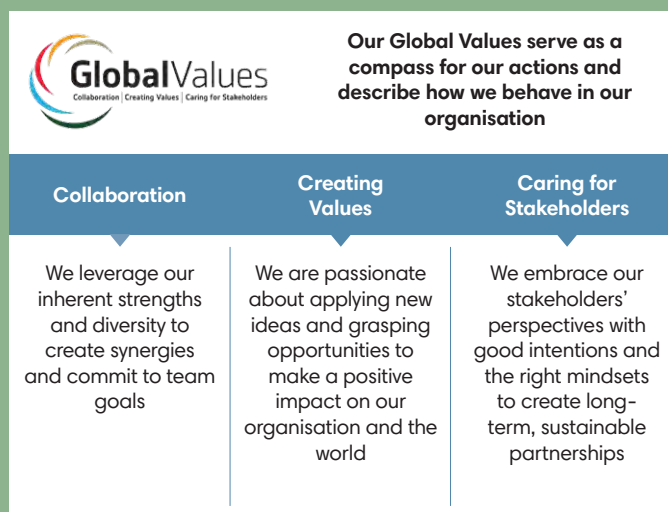 GlobalValues
Collaboration | Creating Values | Caring for Stakeholders
Our Global Values serve as a
compass for our actions and
describe how we behave in our
organisation
Collaboration
We leverage our
inherent strengths
and diversity to
create synergies
and commit to team
goals
Creating
Values
We are passionate
about applying new
ideas and grasping
opportunities to
make a positive
impact on our
organisation and the
world
Caring for
Stakeholders
We embrace our
stakeholders’
perspectives with
good intentions and
the right mindsets
to create long-
term, sustainable
partnerships